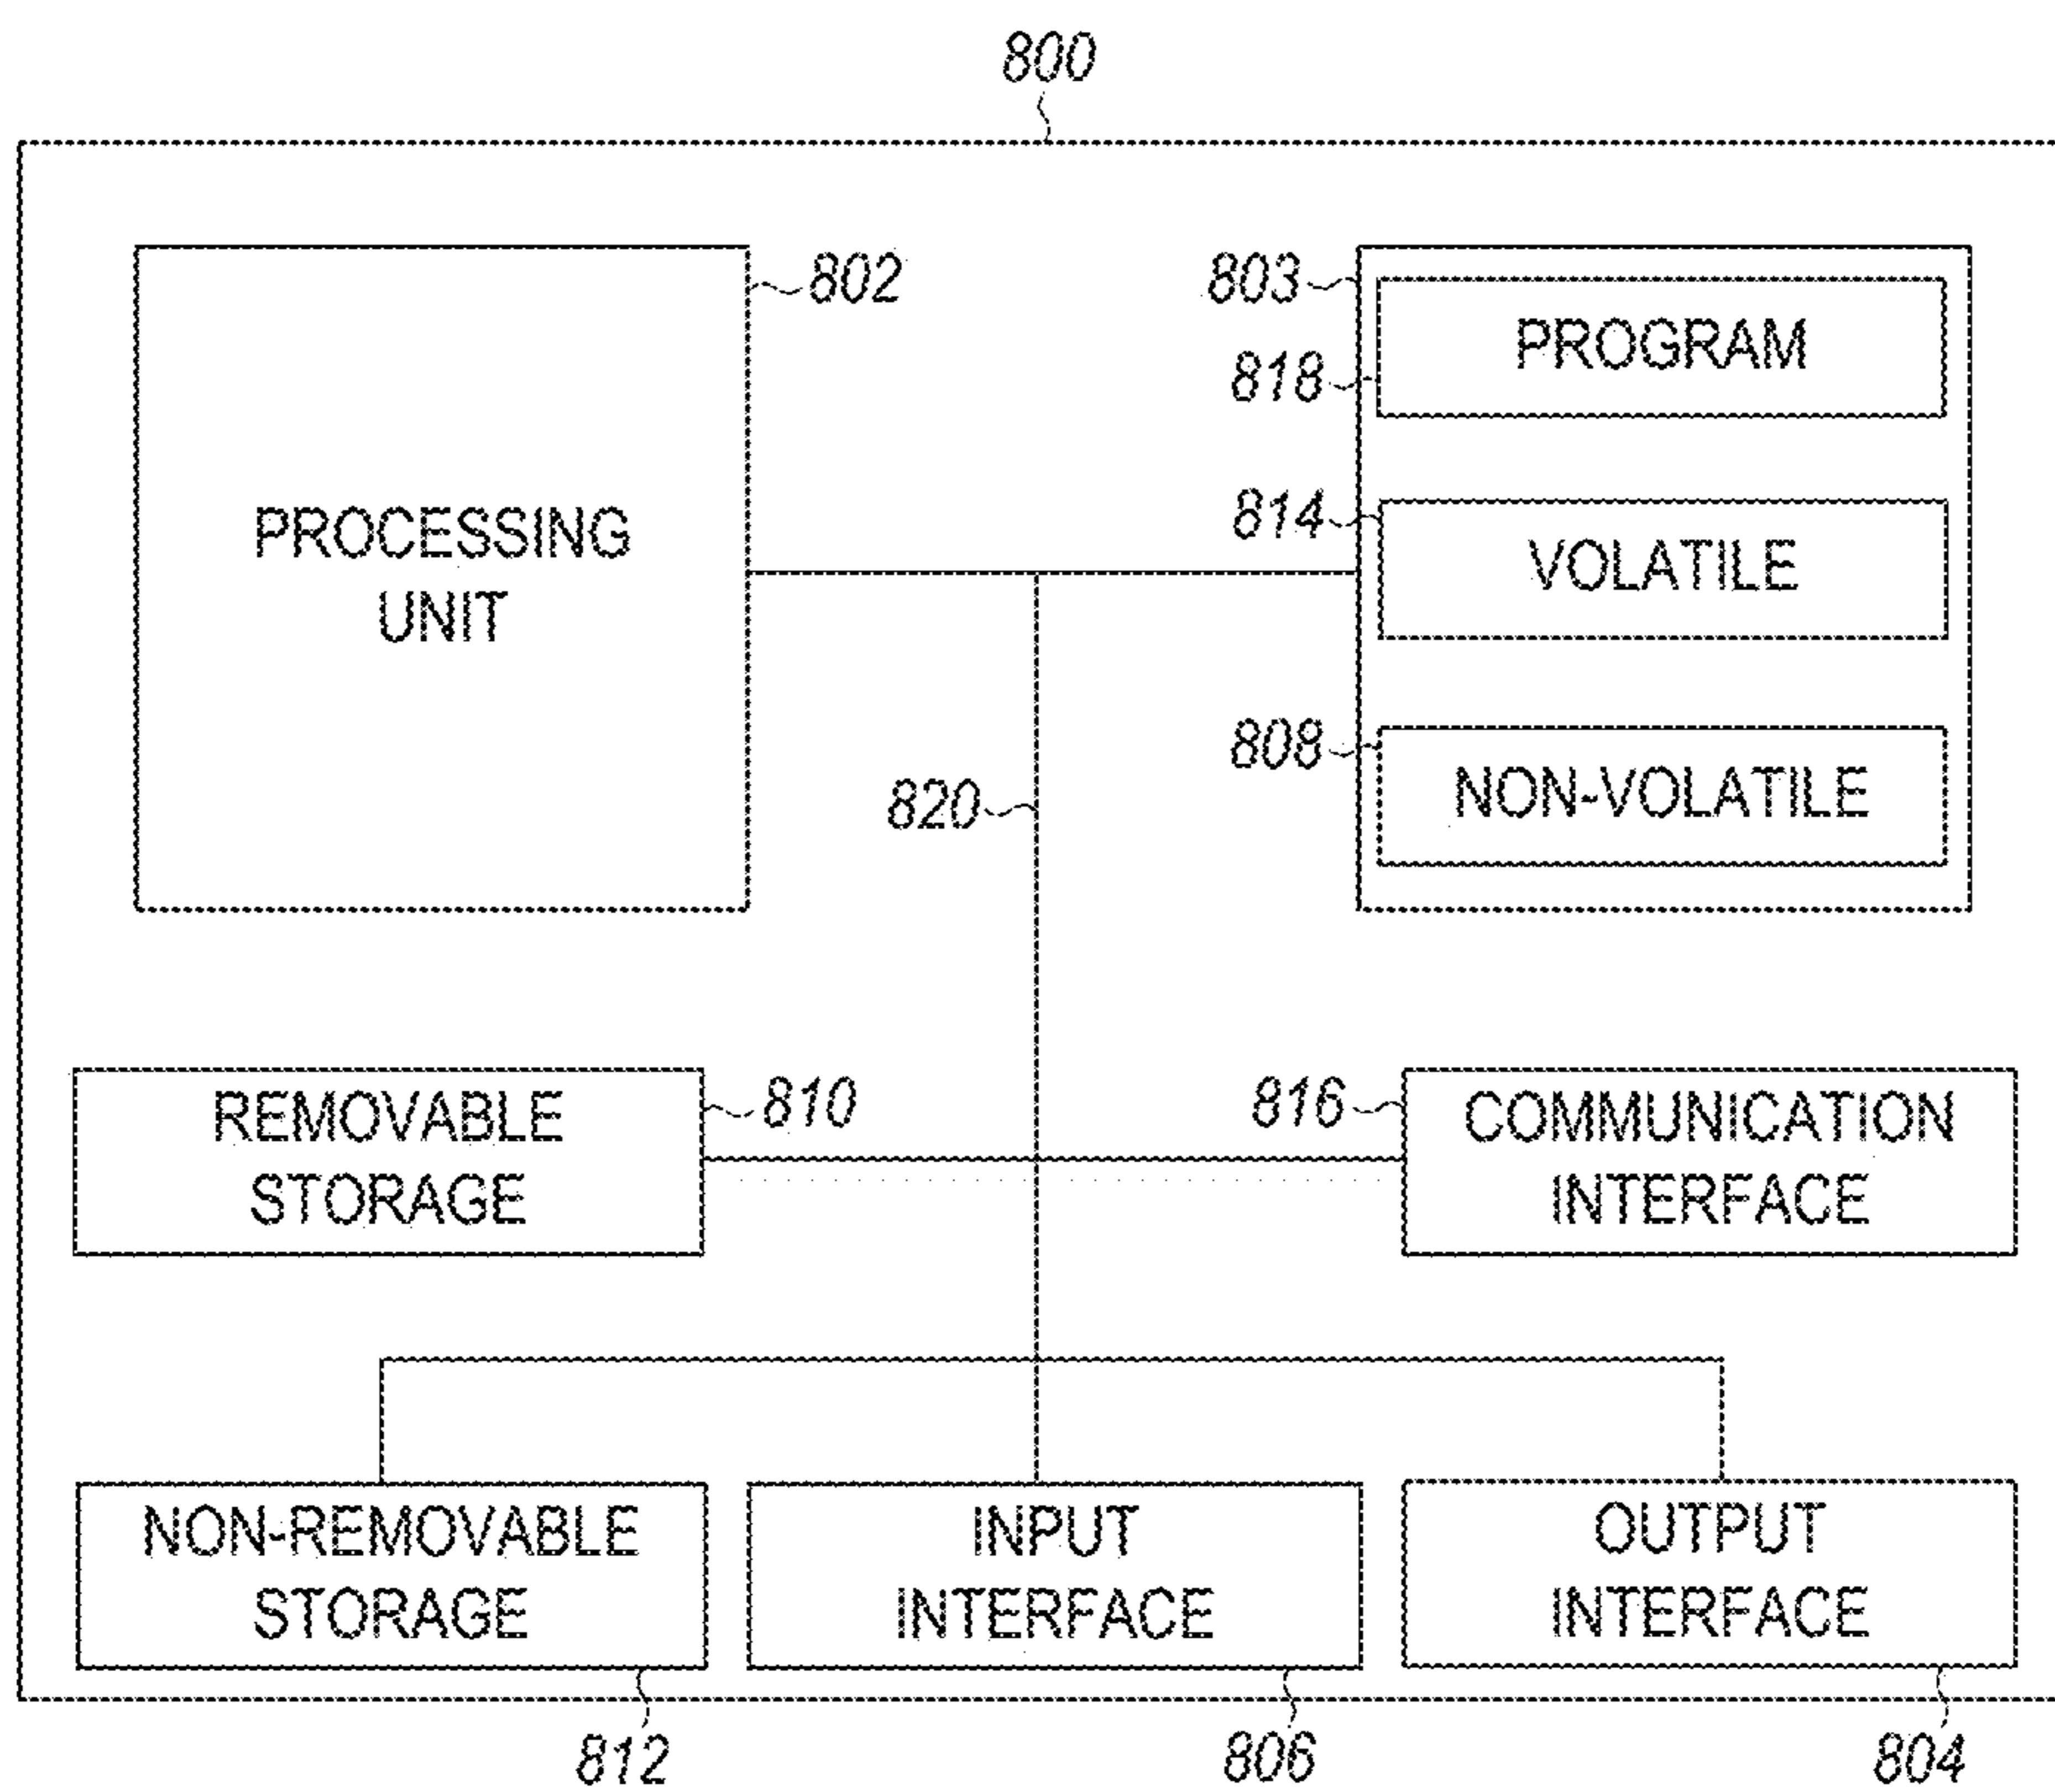 800
802
803
PROGRAM
818
814
VOLATILE
PROCESSING
UNIT
808
NON-VOLATILE
820
REMOVABLE
STORAGE
810
816
COMMUNICATION
INTERFACE
NON-REMOVABLE
STORAGE
INPUT
INTERFACE
OUTPUT
INTERFACE
812
806
804